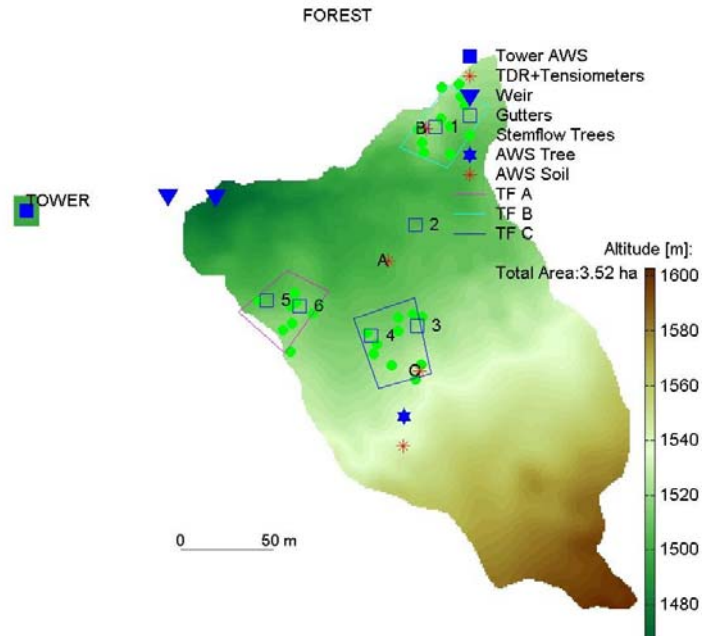 FOREST
Tower AWS
TDR+Tensiometers
Weir
Gutters
Stemflow Trees
AWS Tree
AWS Soil
TF A
TF B
TF C
B 1
TOWER
2
A
Altitude [m]:
Total Area:3.52 ha
5 6
3
4
C
0 50 m
1600
1580
1560
1540
1520
1500
1480